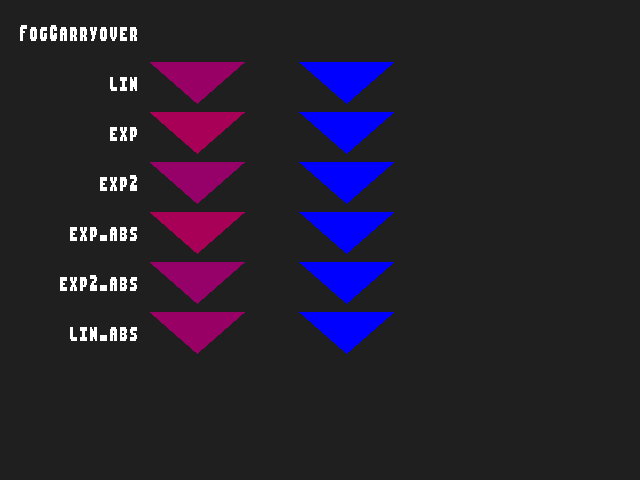 FogCarryover
LIN
EXP
EXP2
EXP_ABS
EXP2_ABS
LIN_ABS